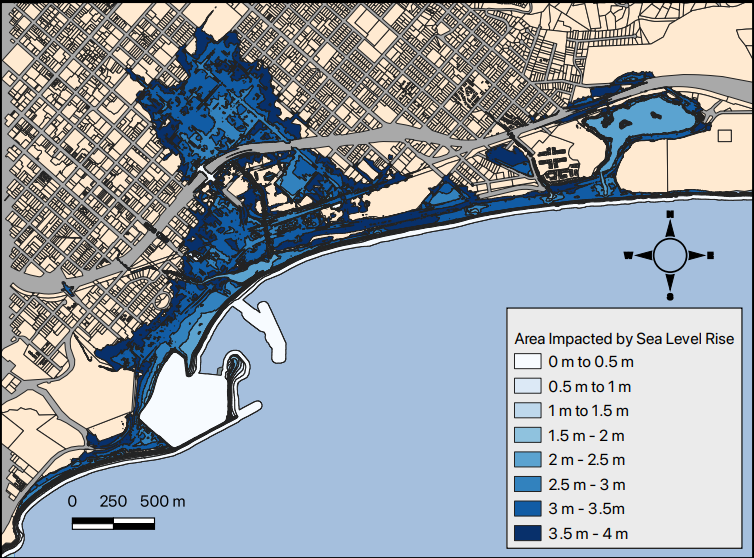 N
W E
S
Area Impacted by Sea Level Rise
0 m to 0.5 m
0.5 m to 1 m
1 m to 1.5 m
1.5 m - 2 m
2 m - 2.5 m
2.5 m - 3 m
3 m - 3.5m
3.5 m - 4 m
0 250 500 m